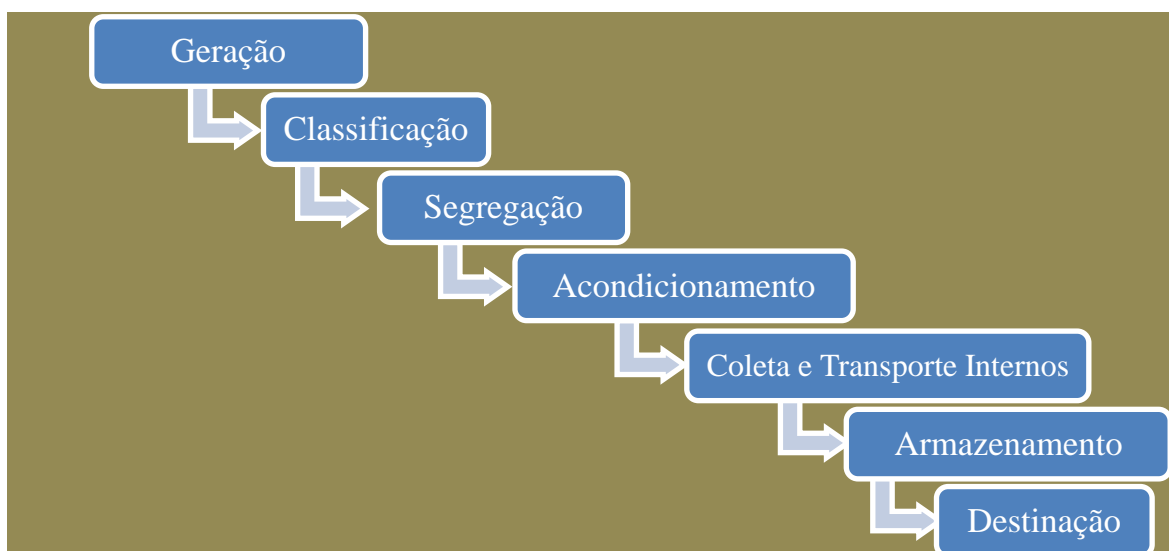 Geração
Classificação
Segregação
Acondicionamento
Coleta e Transporte Internos
Armazenamento
Destinação